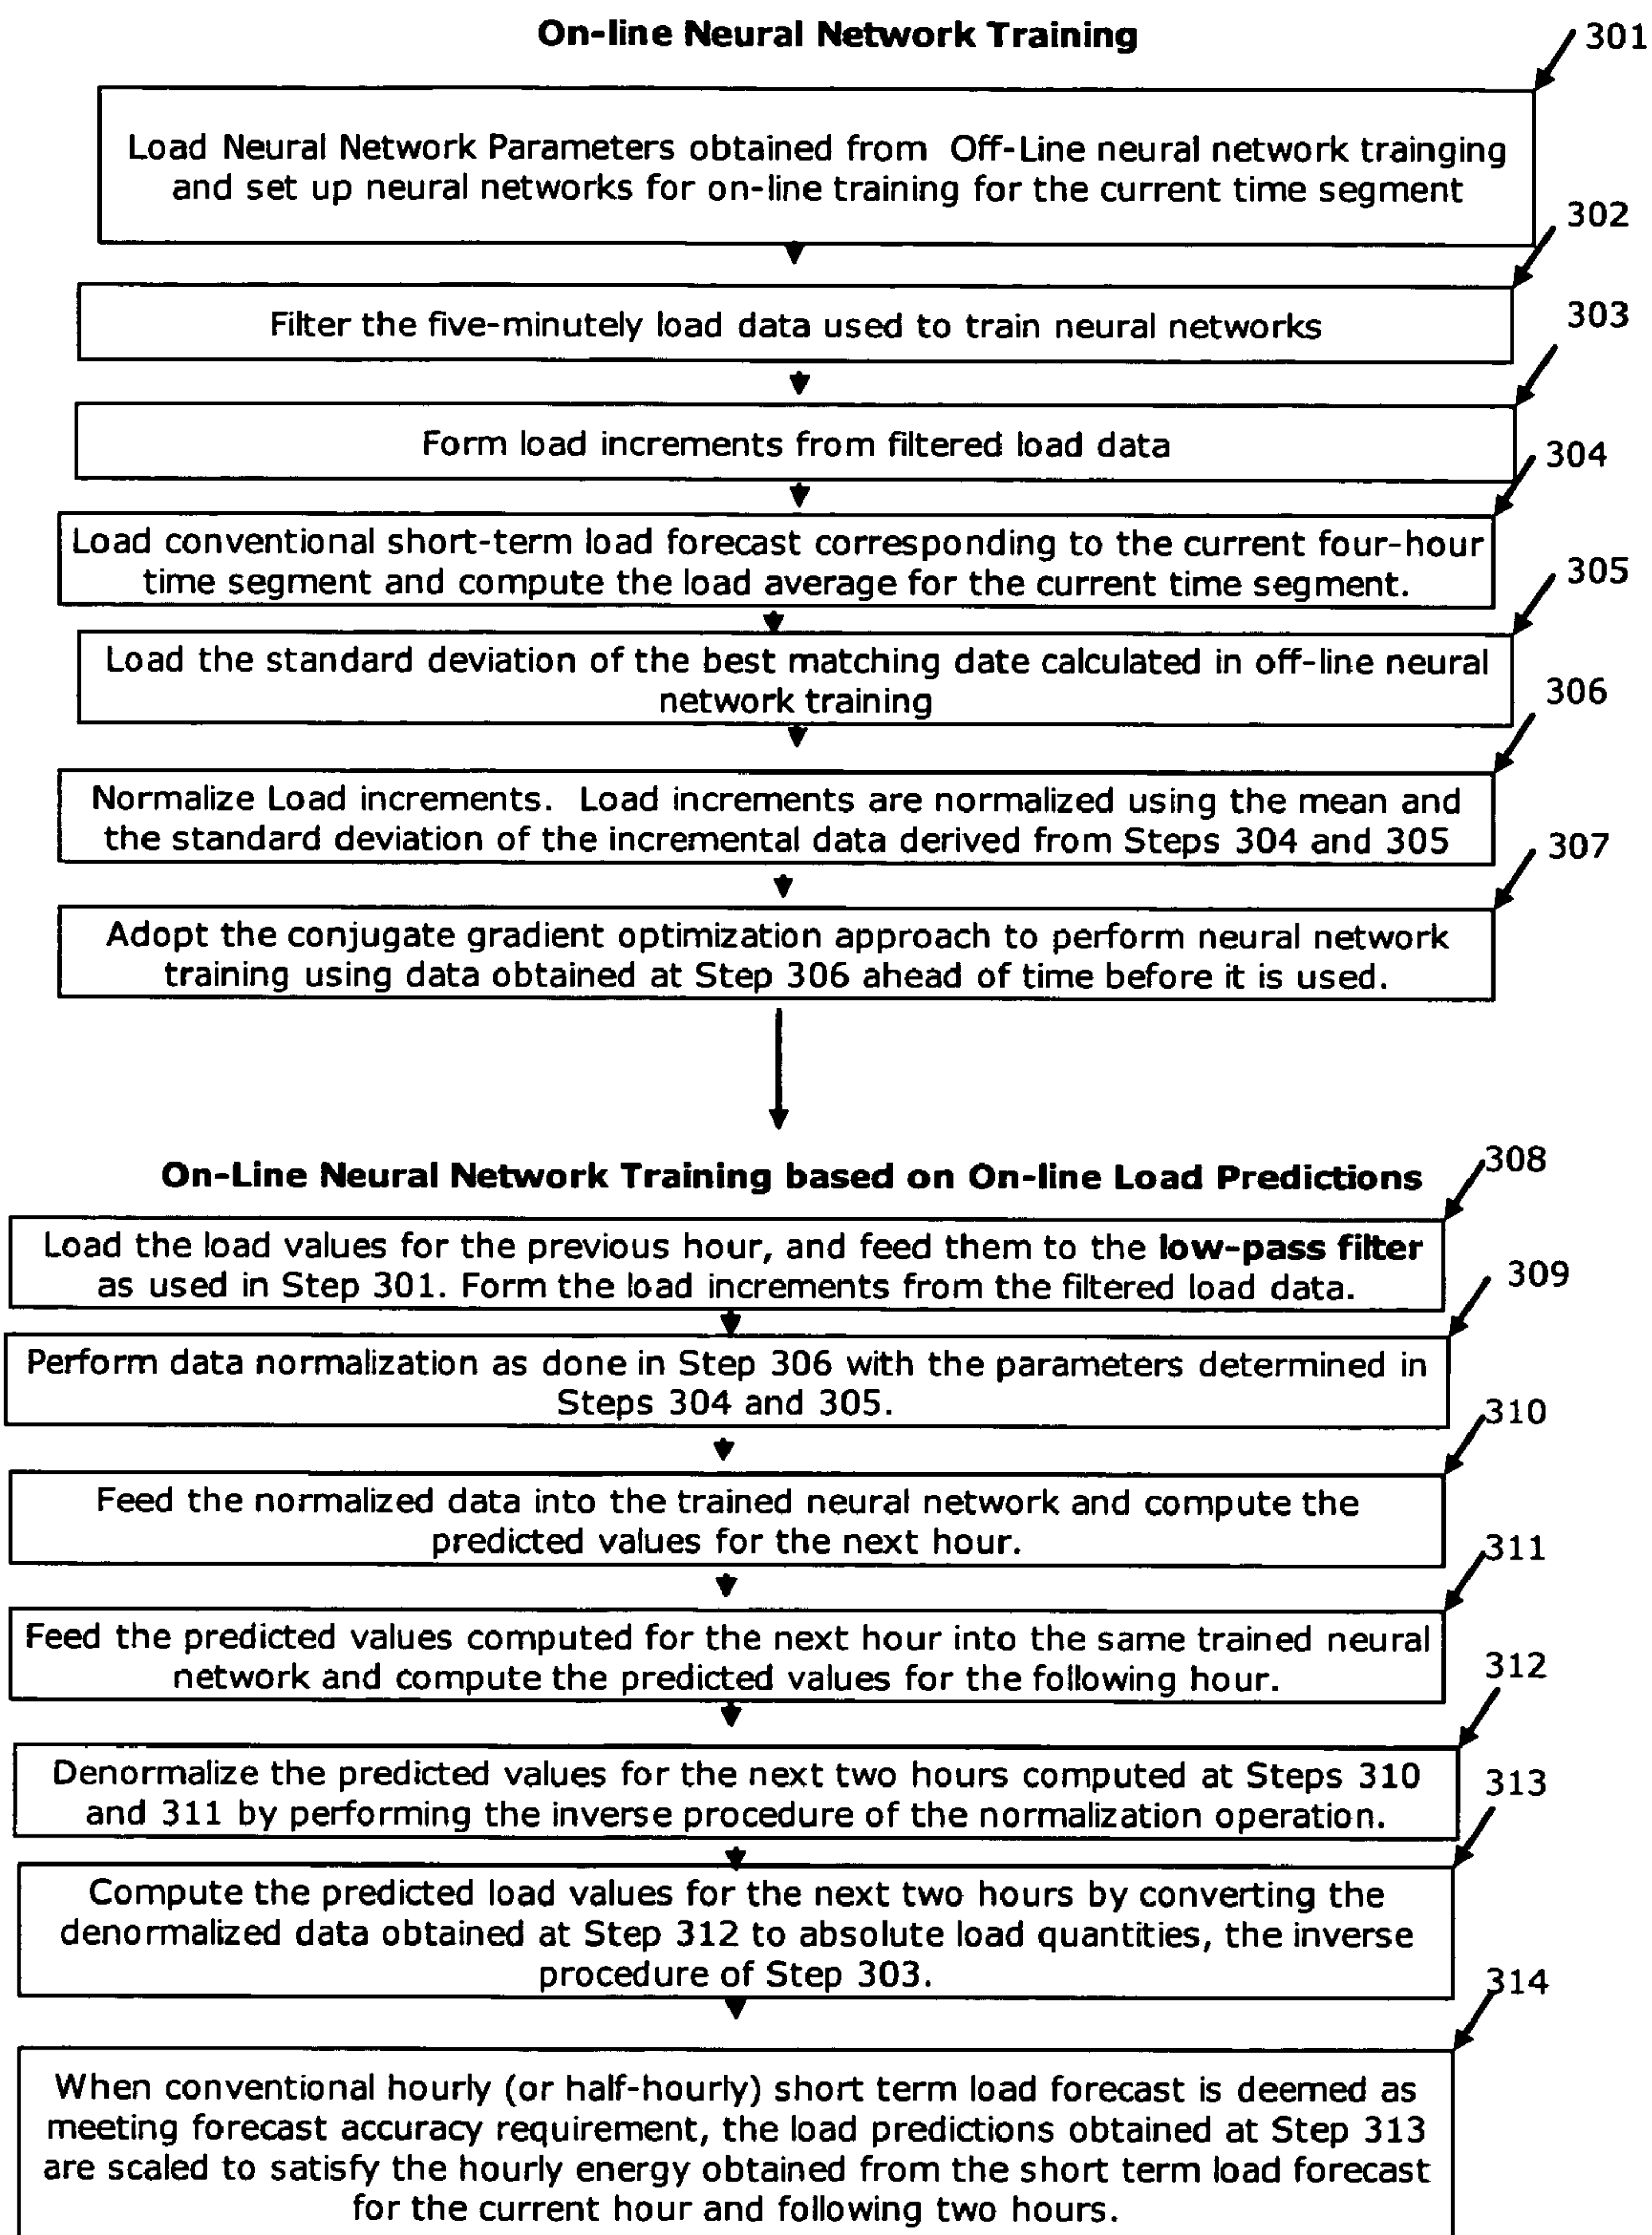 On-line Neural Network Training
301
Load Neural Network Parameters obtained from Off-Line neural network trainging
and set up neural networks for on-line training for the current time segment
302
Filter the five-minutely load data used to train neural networks
303
Form load increments from filtered load data
304
Load conventional short-term load forecast corresponding to the current four-hour
time segment and compute the load average for the current time segment.
305
Load the standard deviation of the best matching date calculated in off-line neural
network training
306
Normalize Load increments. Load increments are normalized using the mean and
the standard deviation of the incremental data derived from Steps 304 and 305
307
Adopt the conjugate gradient optimization approach to perform neural network
training using data obtained at Step 306 ahead of time before it is used.
On-Line Neural Network Training based on On-line Load Predictions
308
Load the load values for the previous hour, and feed them to the low-pass filter
as used in Step 301. Form the load increments from the filtered load data.
309
Perform data normalization as done in Step 306 with the parameters determined in
Steps 304 and 305.
310
Feed the normalized data into the trained neural network and compute the
predicted values for the next hour.
311
Feed the predicted values computed for the next hour into the same trained neural
network and compute the predicted values for the following hour.
312
Denormalize the predicted values for the next two hours computed at Steps 310
and 311 by performing the inverse procedure of the normalization operation.
313
Compute the predicted load values for the next two hours by converting the
denormalized data obtained at Step 312 to absolute load quantities, the inverse
procedure of Step 303.
314
When conventional hourly (or half-hourly) short term load forecast is deemed as
meeting forecast accuracy requirement, the load predictions obtained at Step 313
are scaled to satisfy the hourly energy obtained from the short term load forecast
for the current hour and following two hours.